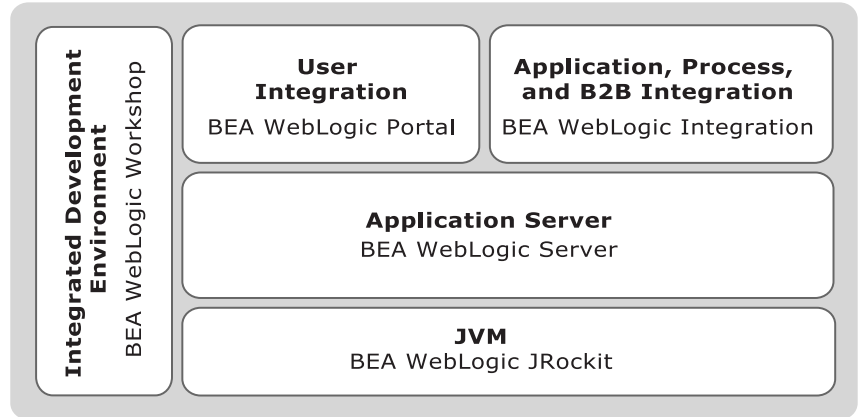 Integrated Development
Environment
BEA WebLogic Workshop
User
Integration
BEA WebLogic Portal
Application, Process,
and B2B Integration
BEA WebLogic Integration
Application Server
BEA WebLogic Server
JVM
BEA WebLogic JRockit